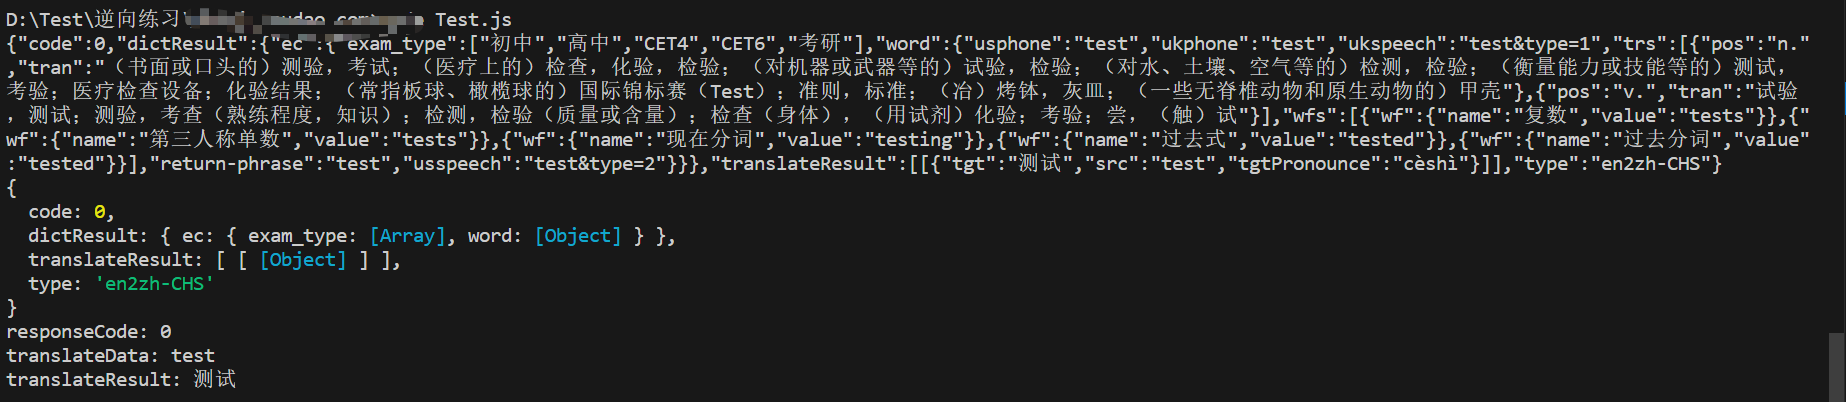 D:\Test\逆向练习\ Test.js
{"code":0,"dictResult":{"ec":{"exam_type":["初中","高中","CET4","CET6","考研"],"word":{"usphone":"test","ukphone":"test","ukspeech":"test&type=1","trs":[{"pos":"n."
,"tran":"（书面或口头的）测验，考试；（医疗上的）检查，化验，检验；（对机器或武器等的）试验，检验；（对水、土壤、空气等的）检测，检验；（衡量能力或技能等的）测试，
考验；医疗检查设备；化验结果；（常指板球、橄榄球的）国际锦标赛（Test）；准则，标准；（冶）烤钵，灰皿；（一些无脊椎动物和原生动物的）甲壳"},{"pos":"v.","tran":"试验
，测试；测验，考查（熟练程度，知识）；检测，检验（质量或含量）；检查（身体），（用试剂）化验；考验；尝，（触）试"}],"wfs":[{"wf":{"name":"复数","value":"tests"}},{"
wf":{"name":"第三人称单数","value":"tests"}},{"wf":{"name":"现在分词","value":"testing"}},{"wf":{"name":"过去式","value":"tested"}},{"wf":{"name":"过去分词","value"
:"tested"}}],"return-phrase":"test","usspeech":"test&type=2"}}},"translateResult":[[{"tgt":"测试","src":"test","tgtPronounce":"cèshì"}]],"type":"en2zh-CHS"}
{
  code: 0,
  dictResult: { ec: { exam_type: [Array], word: [Object] } },
  translateResult: [ [ [Object] ] ],
  type: 'en2zh-CHS'
}
responseCode: 0
translateData: test
translateResult: 测试